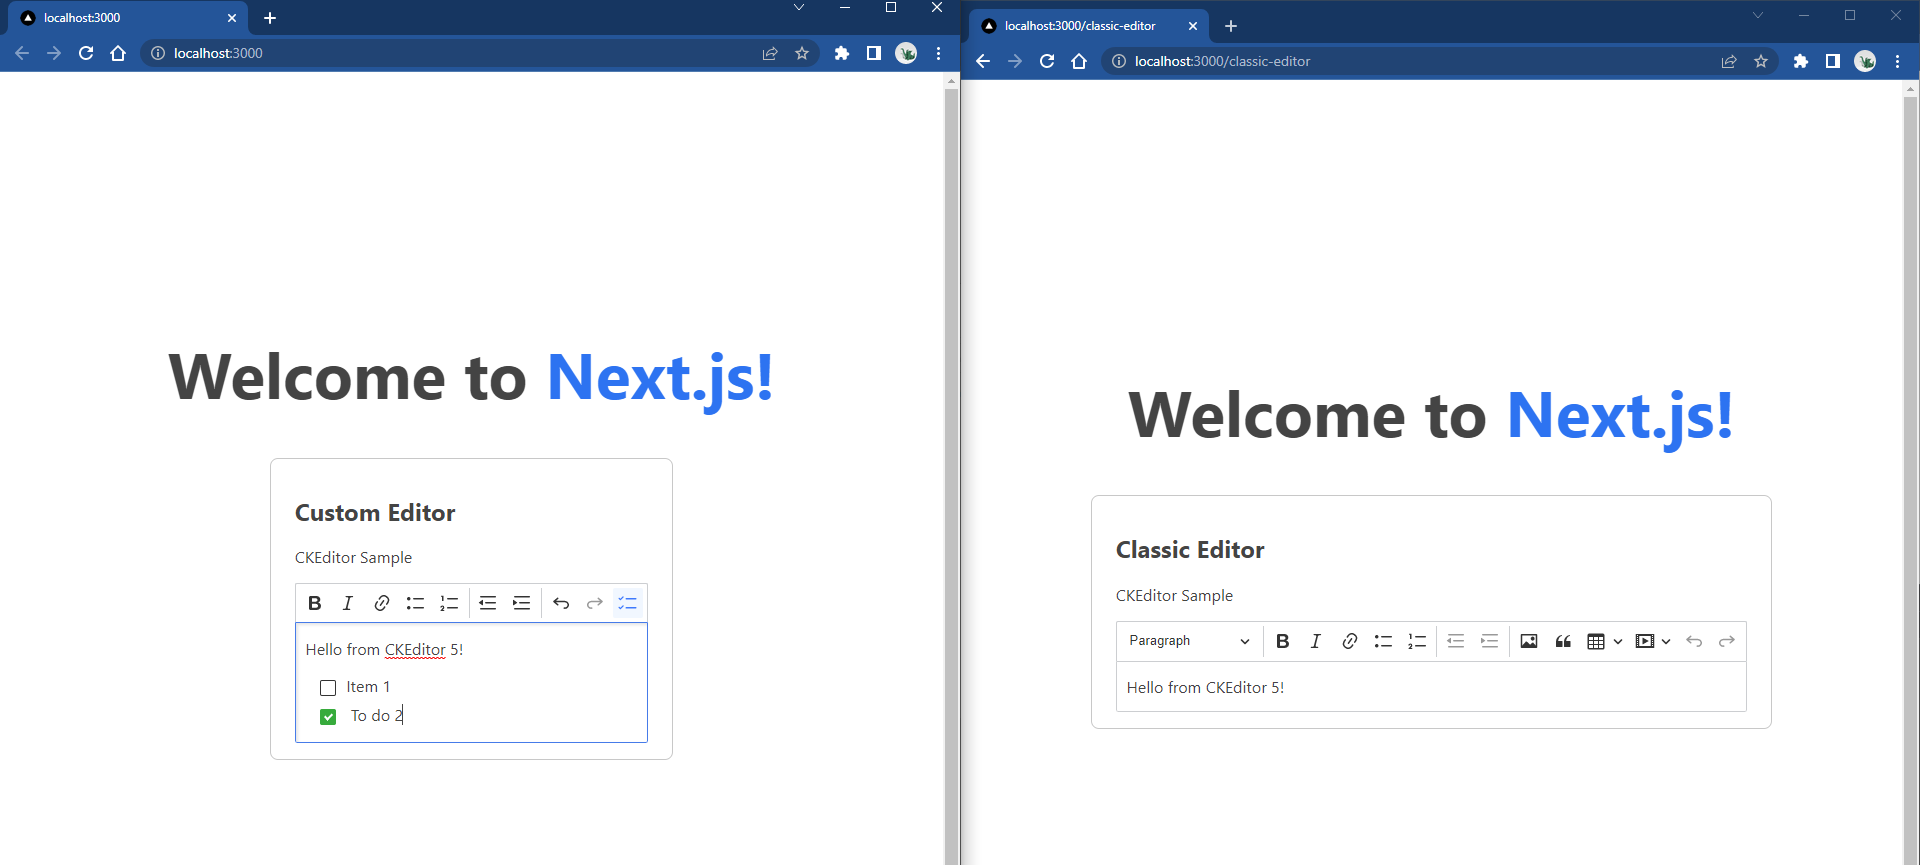 localhost:3000
localhost:3000
Welcome to Next.js!
Custom Editor
CKEditor Sample
B I
Hello from CKEditor 5!
Item 1
To do 2
localhost:3000/classic-editor
localhost:3000/classic-editor
Welcome to Next.js!
Classic Editor
CKEditor Sample
Paragraph B I
Hello from CKEditor 5!